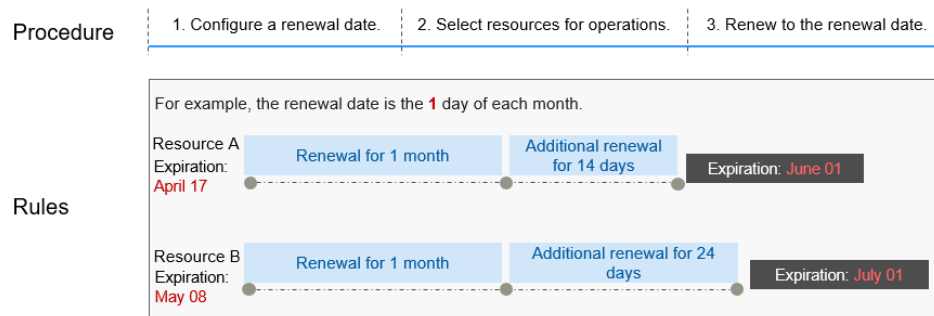 Procedure
1. Configure a renewal date.
2. Select resources for operations.
3. Renew to the renewal date.
Rules
For example, the renewal date is the 1 day of each month.
Resource A
Expiration:
April 17
Renewal for 1 month
Additional renewal
for 14 days
Expiration: June 01
Resource B
Expiration:
May 08
Renewal for 1 month
Additional renewal for 24
days
Expiration: July 01